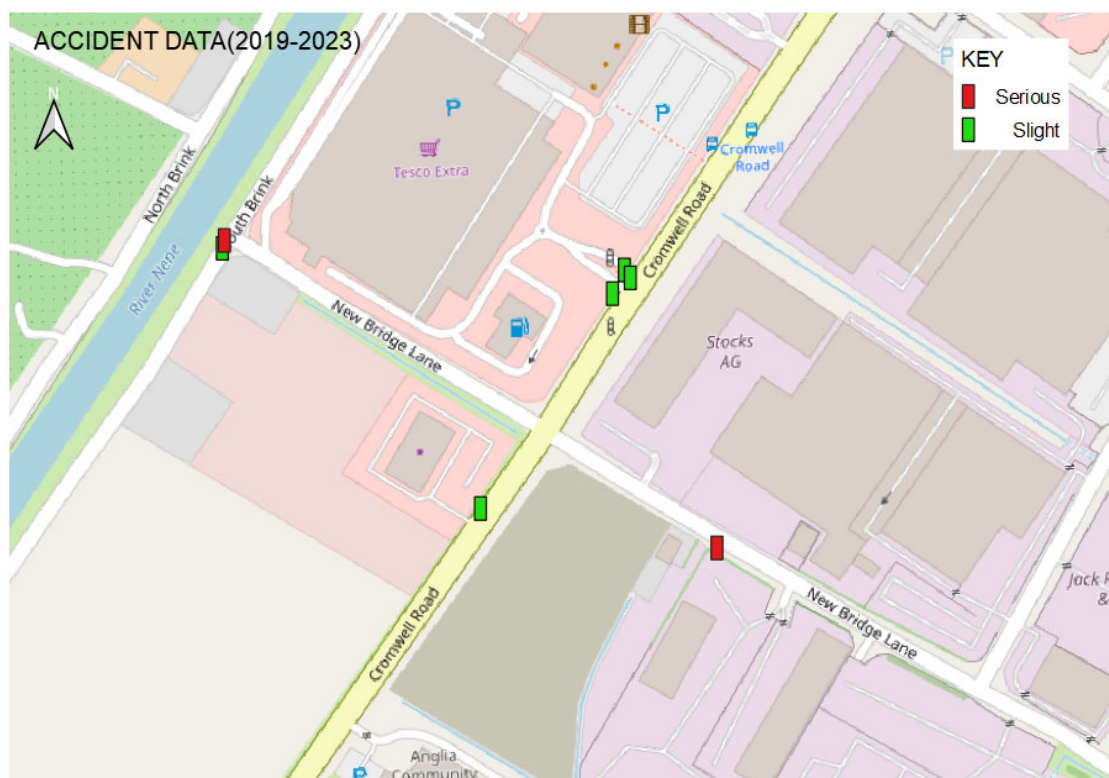 ACCIDENT DATA(2019-2023)
KEY
Serious
Slight
N
P
P
P
Tesco Extra
Cromwell
Road
North Brink
South Brink
River Nene
Cromwell Road
New Bridge Lane
Stocks
AG
Cromwell Road
New Bridge Lane
Jack
&
Anglia
Community
P